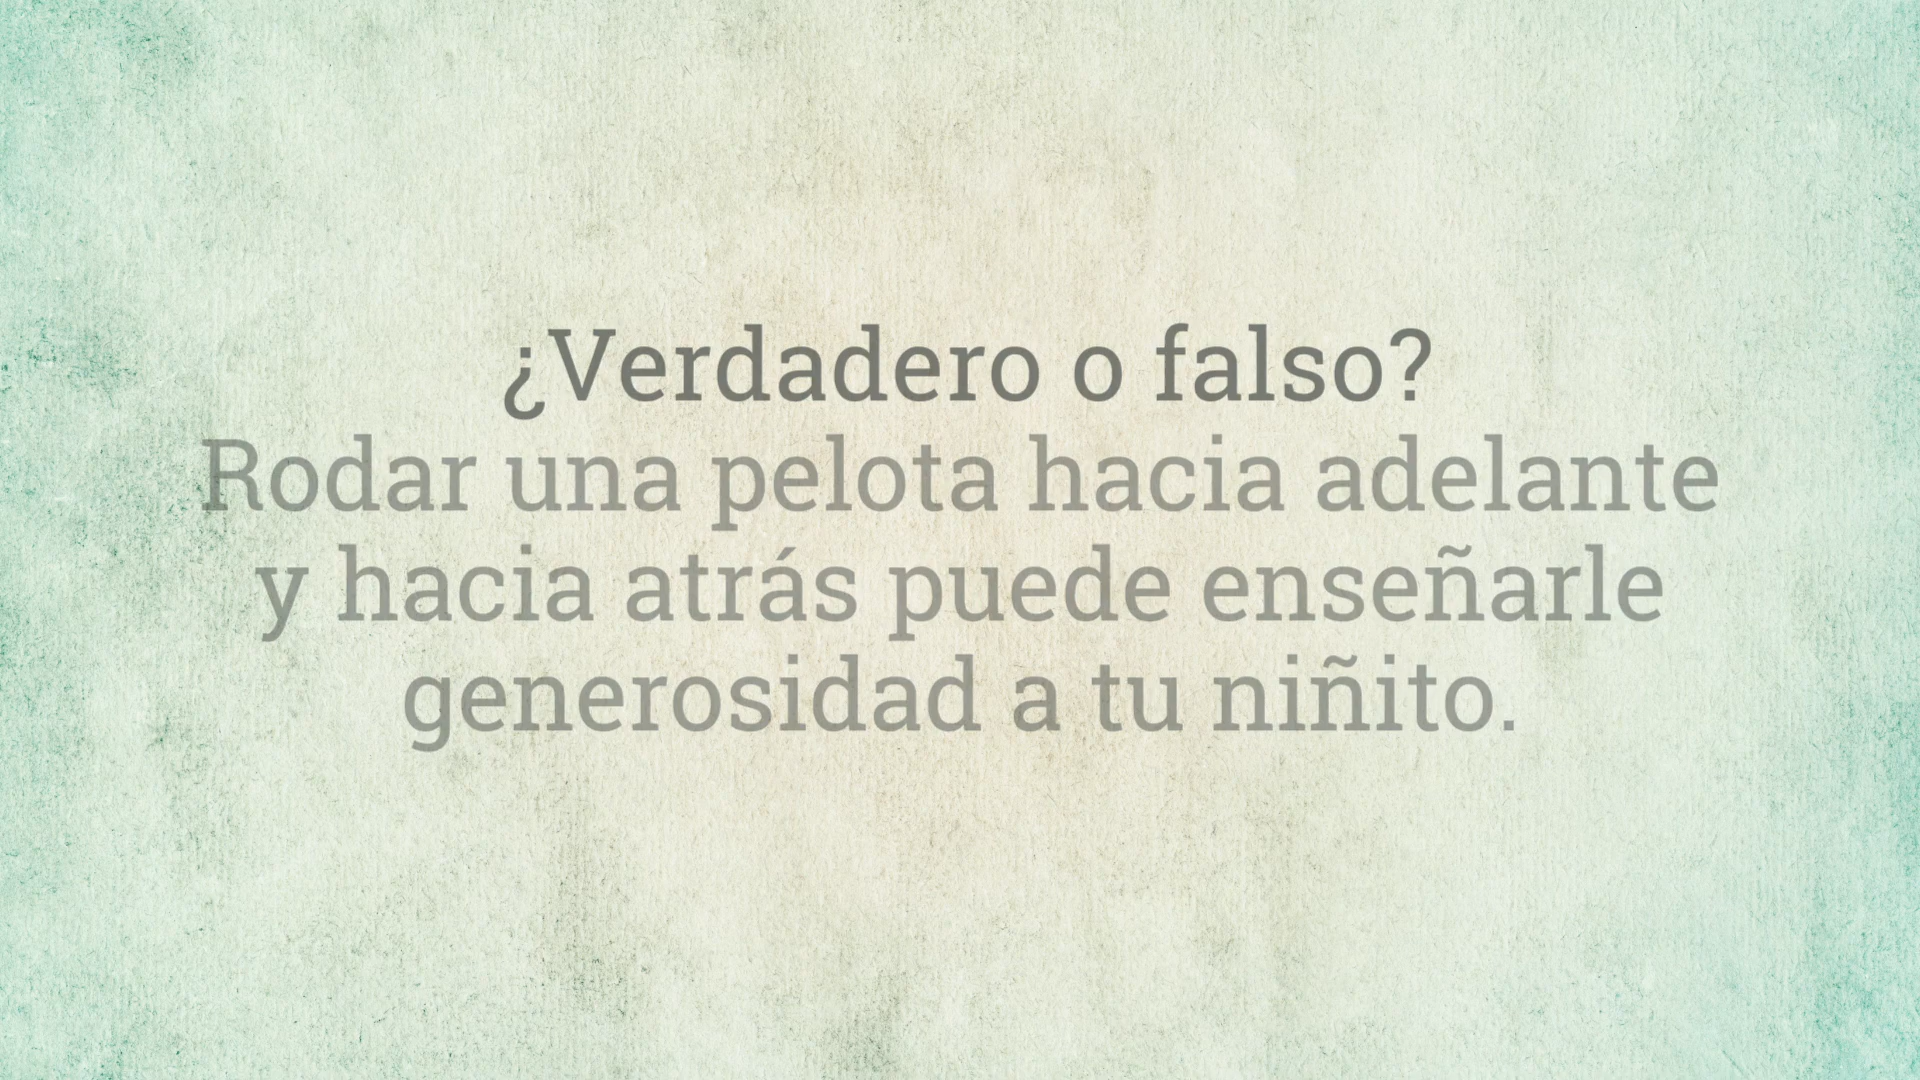 ¿Verdadero o falso?
Rodar una pelota hacia adelante
y hacia atrás puede enseñarle
generosidad a tu niñito.